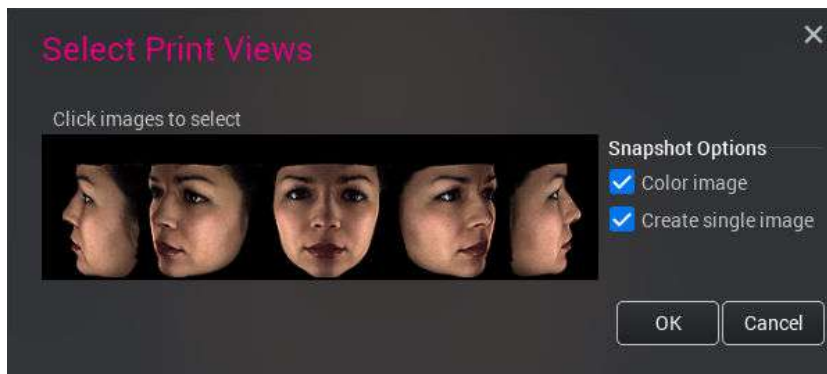 Select Print Views
Click images to select
Snapshot Options
Color image
Create single image
OK
Cancel